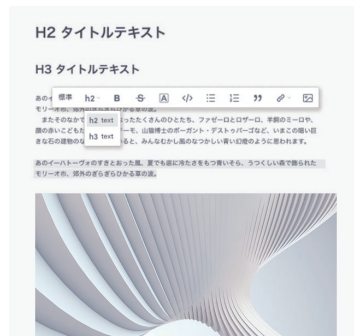 H2 タイトルテキスト
H3 タイトルテキスト
あの
標準 h2 B S A </>
モリーオ市、郊外のぎらぎらひかる草の波。
またそのなかで
ったたくさんのひとたち、ファゼーロとロザーロ、羊飼のミーロや、
h2 text
顔の赤いこども
ーモ、山猫博士のボーガント・デストゥパーゴなど、いまこの暗い巨
h3 text
きな石の建物の
ると、みんなむかし風のなつかしい青い幻燈のように思われます。
あのイーハトーヴォのすきとおった風、夏でも底に冷たさをもつ青いそら、うつくしい森で飾られた
モリーオ市、郊外のぎらぎらひかる草の波。